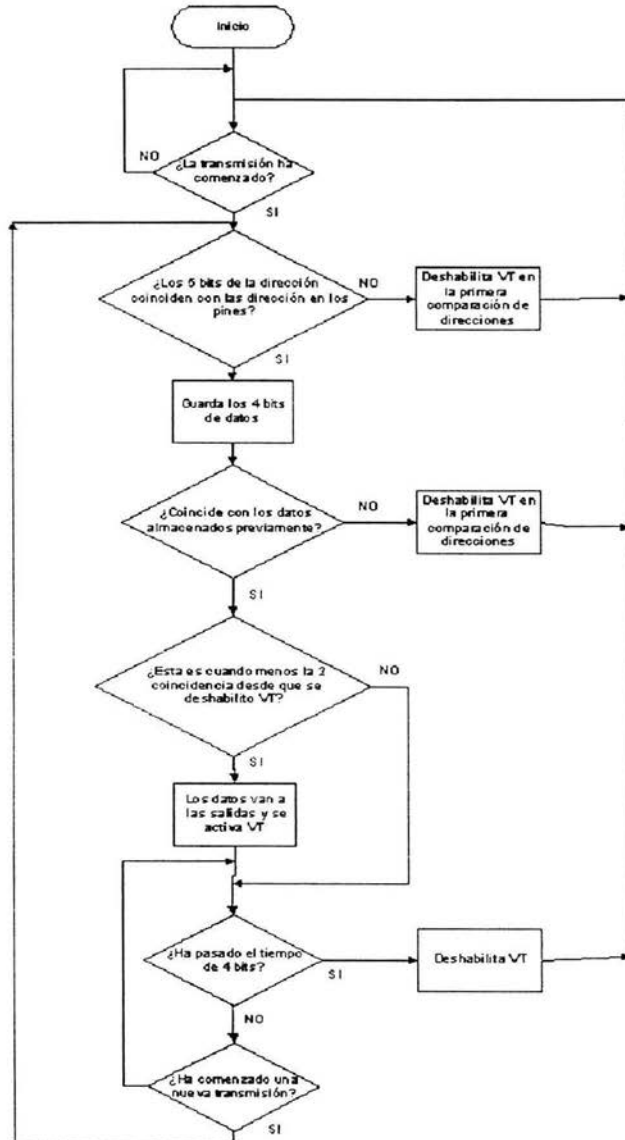 Inicio
NO
¿La transmisión ha
comenzado?
SI
¿Los 5 bits de la dirección
coinciden con las dirección en los
pines?
NO
Deshabilita VT en
la primera
comparación de
direcciones
SI
Guarda los 4 bits
de datos
¿Coincide con los datos
almacenados previamente?
NO
Deshabilita VT en
la primera
comparación de
direcciones
SI
¿Esta es cuando menos la 2
coincidencia desde que se
deshabilito VT?
NO
SI
Los datos van a
las salidas y se
activa VT
¿Ha pasado el tiempo
de 4 bits?
SI
Deshabilita VT
NO
¿Ha comenzado una
nueva transmisión?
SI